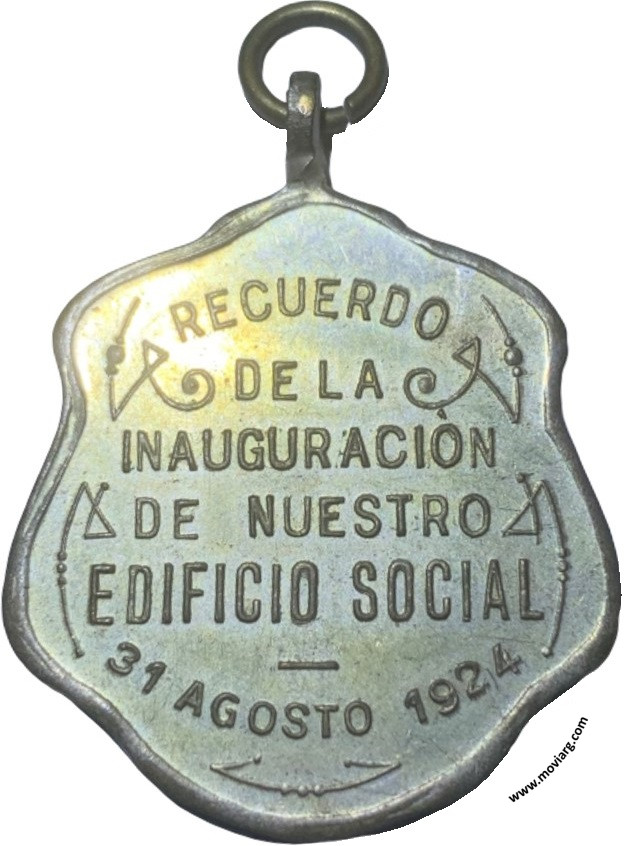 RECUERDO
DE LA
INAUGURACIÓN
DE NUESTRO
EDIFICIO SOCIAL
31 AGOSTO 1924
www.moviarg.com